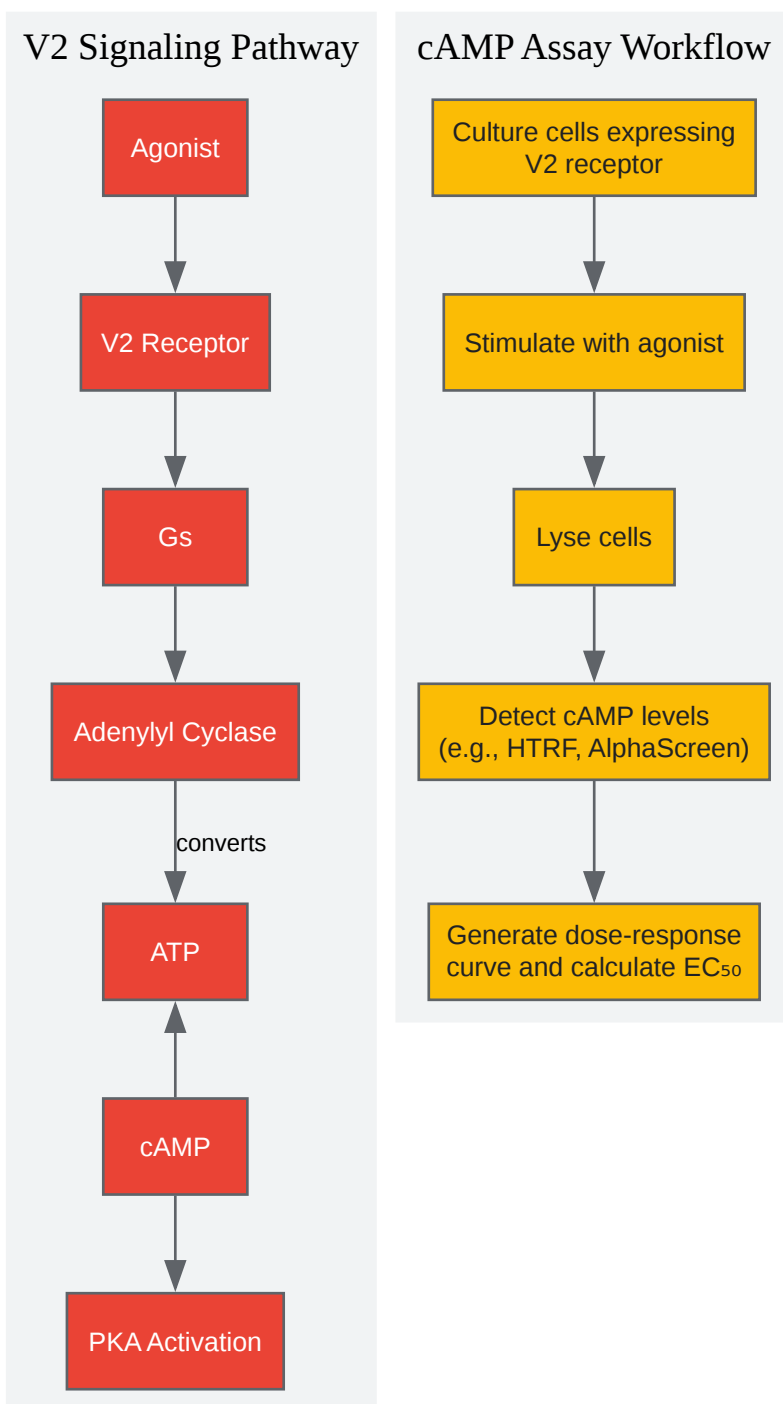 V2 Signaling Pathway
Agonist
V2 Receptor
Gs
Adenylyl Cyclase
converts
ATP
cAMP
PKA Activation
cAMP Assay Workflow
Culture cells expressing
V2 receptor
Stimulate with agonist
Lyse cells
Detect cAMP levels
(e.g., HTRF, AlphaScreen)
Generate dose-response
curve and calculate EC₅₀